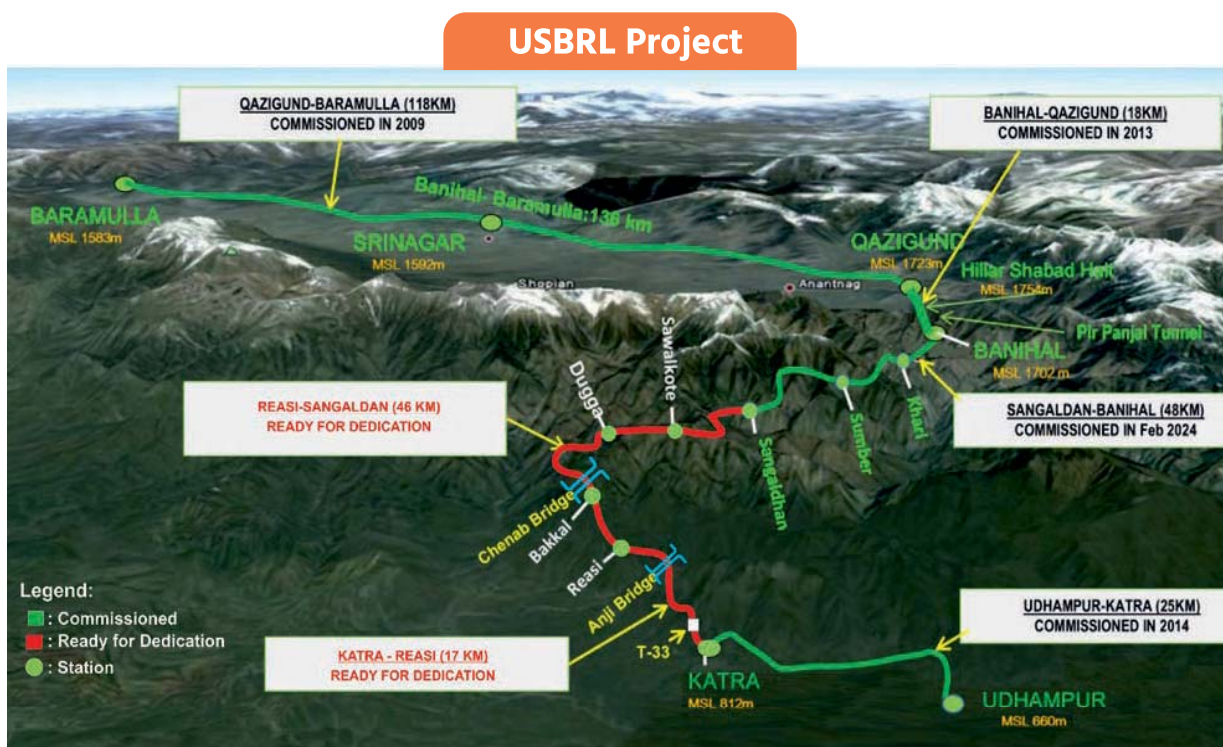 USBRL Project
QAZIGUND-BARAMULLA (118KM)
COMMISSIONED IN 2009
BANIHAL-QAZIGUND (18KM)
COMMISSIONED IN 2013
Banihal- Baramulla:136 km
BARAMULLA
MSL 1583m
SRINAGAR
MSL 1592m
QAZIGUND
MSL 1723m
Hillar Shabad Halt
MSL 1754m
Shopian
Anantnag
Pir Panjal Tunnel
BANIHAL
MSL 1702 m
REASI-SANGALDAN (46 KM)
READY FOR DEDICATION
Dugga
Sawalkote
Sangaldhan
Sumber
Khari
SANGALDAN-BANIHAL (48KM)
COMMISSIONED IN Feb 2024
Chenab Bridge
Bakkal
Reasi
Anji Bridge
Legend:
: Commissioned
: Ready for Dedication
: Station
KATRA - REASI (17 KM)
READY FOR DEDICATION
T-33
KATRA
MSL 812m
UDHAMPUR-KATRA (25KM)
COMMISSIONED IN 2014
UDHAMPUR
MSL 660m